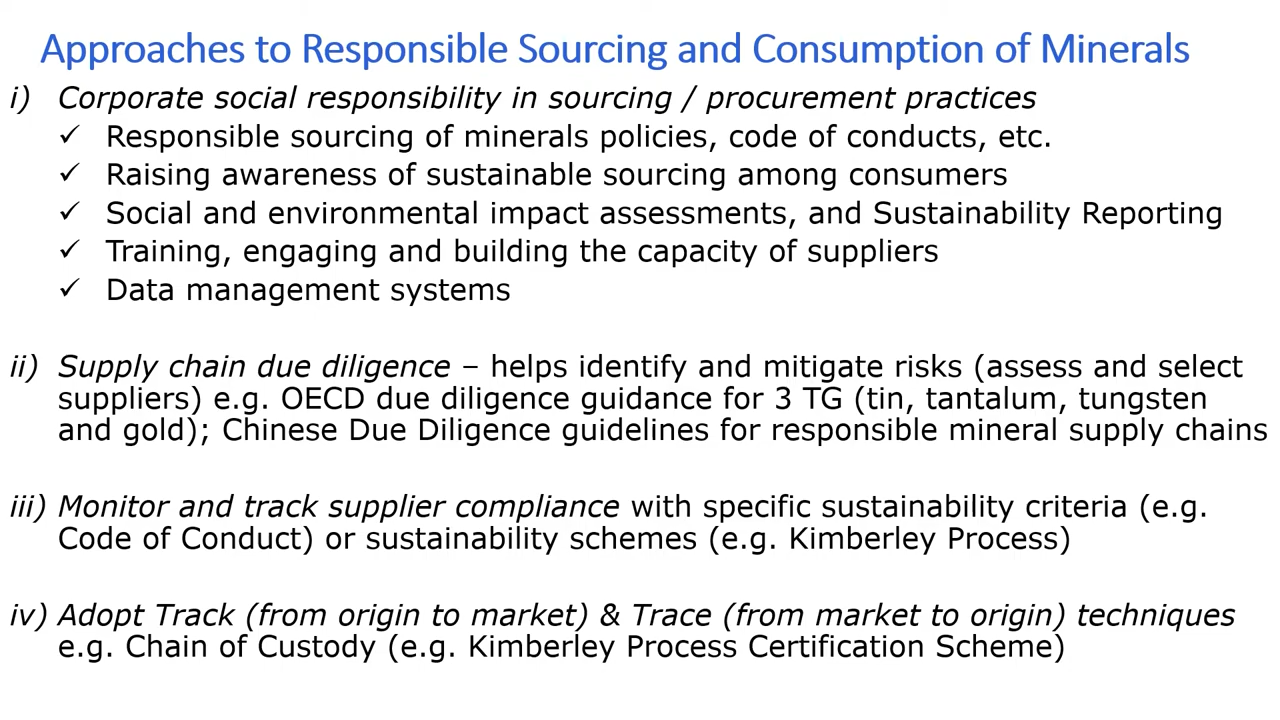 Approaches to Responsible Sourcing and Consumption of Minerals
i) Corporate social responsibility in sourcing / procurement practices
✓ Responsible sourcing of minerals policies, code of conducts, etc.
✓ Raising awareness of sustainable sourcing among consumers
✓ Social and environmental impact assessments, and Sustainability Reporting
✓ Training, engaging and building the capacity of suppliers
✓ Data management systems
ii) Supply chain due diligence – helps identify and mitigate risks (assess and select
suppliers) e.g. OECD due diligence guidance for 3 TG (tin, tantalum, tungsten
and gold); Chinese Due Diligence guidelines for responsible mineral supply chains
iii) Monitor and track supplier compliance with specific sustainability criteria (e.g.
Code of Conduct) or sustainability schemes (e.g. Kimberley Process)
iv) Adopt Track (from origin to market) & Trace (from market to origin) techniques
e.g. Chain of Custody (e.g. Kimberley Process Certification Scheme)